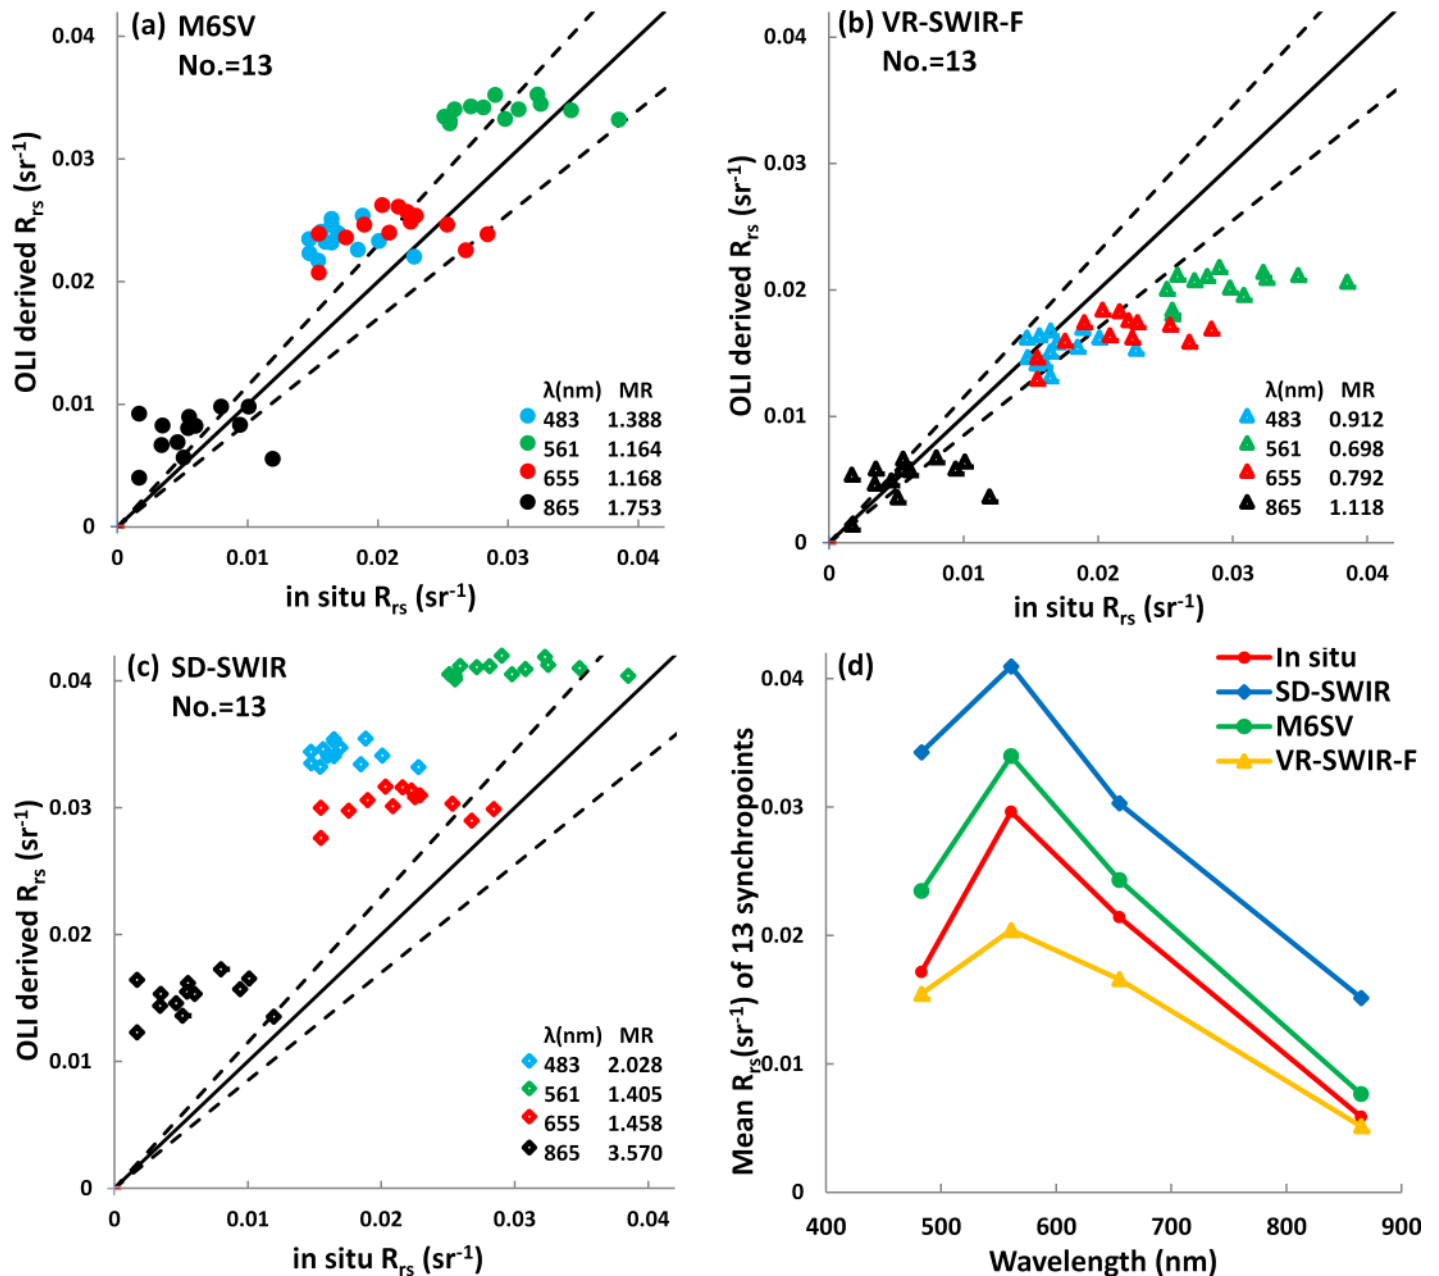 (a) M6SV
No.=13
0.04
0.03
0.02
0.01
0
OLI derived Rrs (sr-1)
λ(nm) MR
483 1.388
561 1.164
655 1.168
865 1.753
0 0.01 0.02 0.03 0.04
in situ Rrs (sr-1)
(b) VR-SWIR-F
No.=13
0.04
0.03
0.02
0.01
0
OLI derived Rrs (sr-1)
λ(nm) MR
483 0.912
561 0.698
655 0.792
865 1.118
0 0.01 0.02 0.03 0.04
in situ Rrs (sr-1)
(c) SD-SWIR
No.=13
0.04
0.03
0.02
0.01
0
OLI derived Rrs (sr-1)
λ(nm) MR
483 2.028
561 1.405
655 1.458
865 3.570
0 0.01 0.02 0.03 0.04
in situ Rrs (sr-1)
(d)
In situ
SD-SWIR
M6SV
VR-SWIR-F
0.04
0.03
0.02
0.01
0
Mean Rrs(sr-1) of 13 synchropoints
400 500 600 700 800 900
Wavelength (nm)